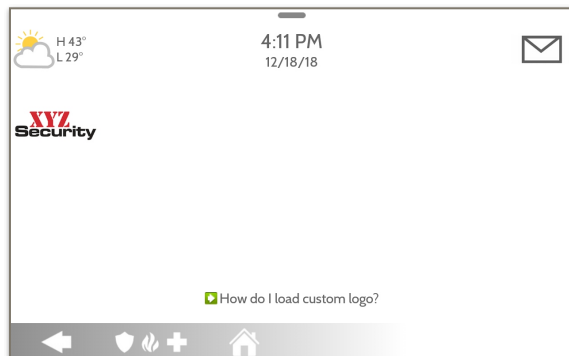 H 43°
L 29°
4:11 PM
12/18/18
XYZ
Security
How do I load custom logo?